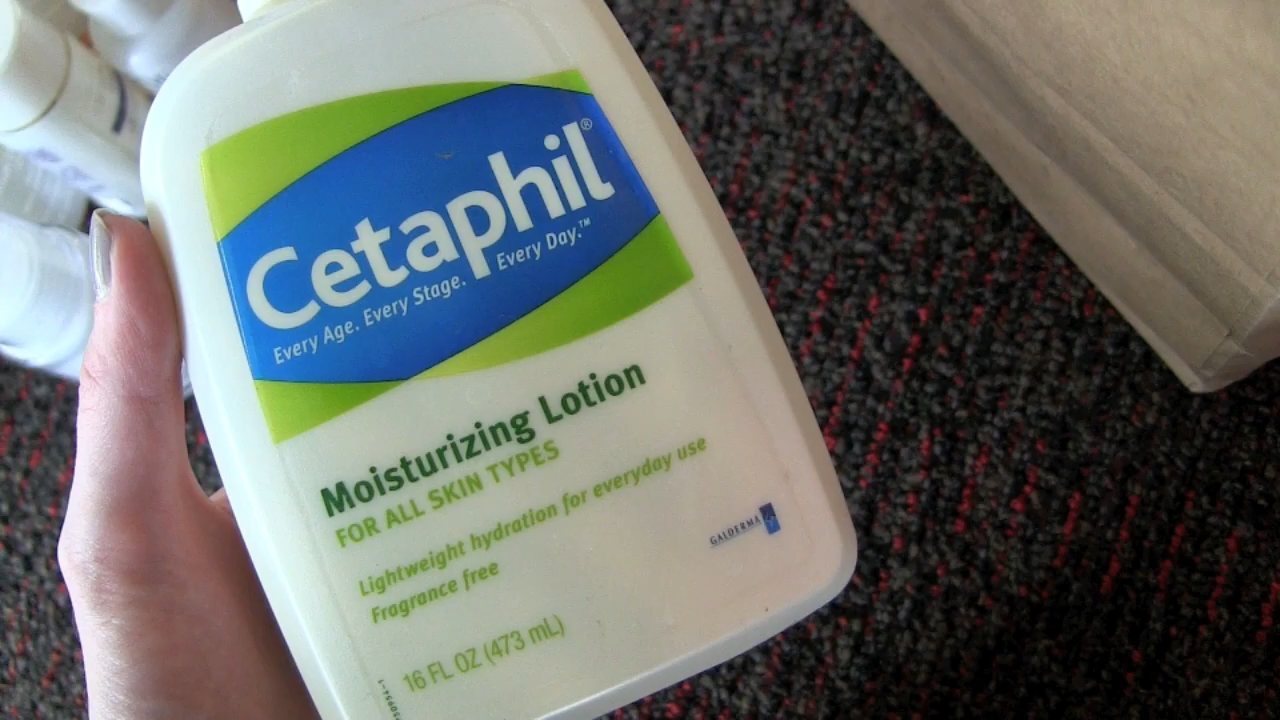 Cetaphil®
Every Age. Every Stage. Every Day.™
Moisturizing Lotion
FOR ALL SKIN TYPES
Lightweight hydration for everyday use
Fragrance free
GALDERMA
16 FL OZ (473 mL)